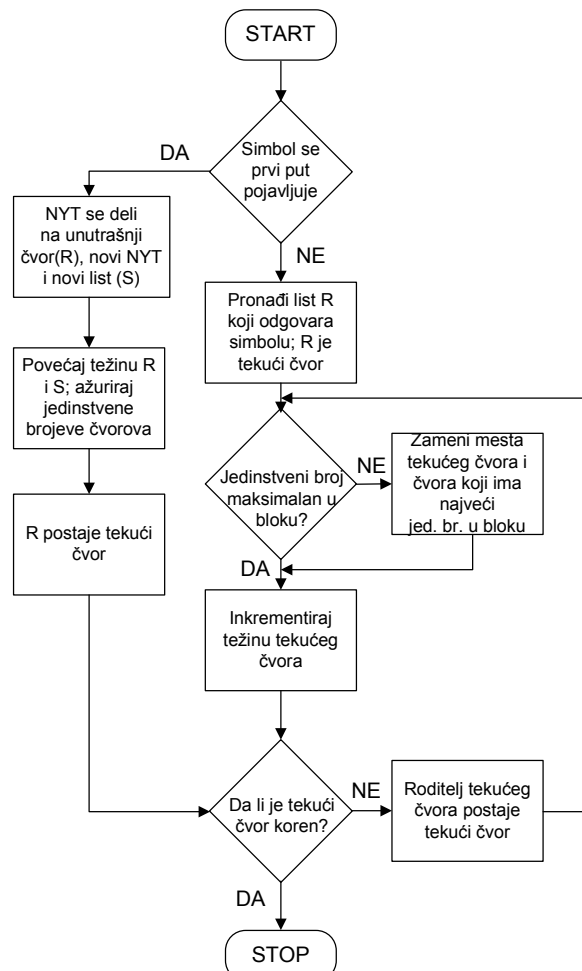 START
Simbol se
prvi put
pojavljuje
DA
NE
NYT se deli
na unutrašnji
čvor(R), novi NYT
i novi list (S)
Povećaj težinu R
i S; ažuriraj
jedinstvene
brojeve čvorova
R postaje tekući
čvor
Pronađi list R
koji odgovara
simbolu; R je
tekući čvor
Jedinstveni broj
maksimalan u
bloku?
NE
Zameni mesta
tekućeg čvora i
čvora koji ima
najveći
jed. br. u bloku
DA
Inkrementiraj
težinu tekućeg
čvora
Da li je tekući
čvor koren?
NE
Roditelj tekućeg
čvora postaje
tekući čvor
DA
STOP